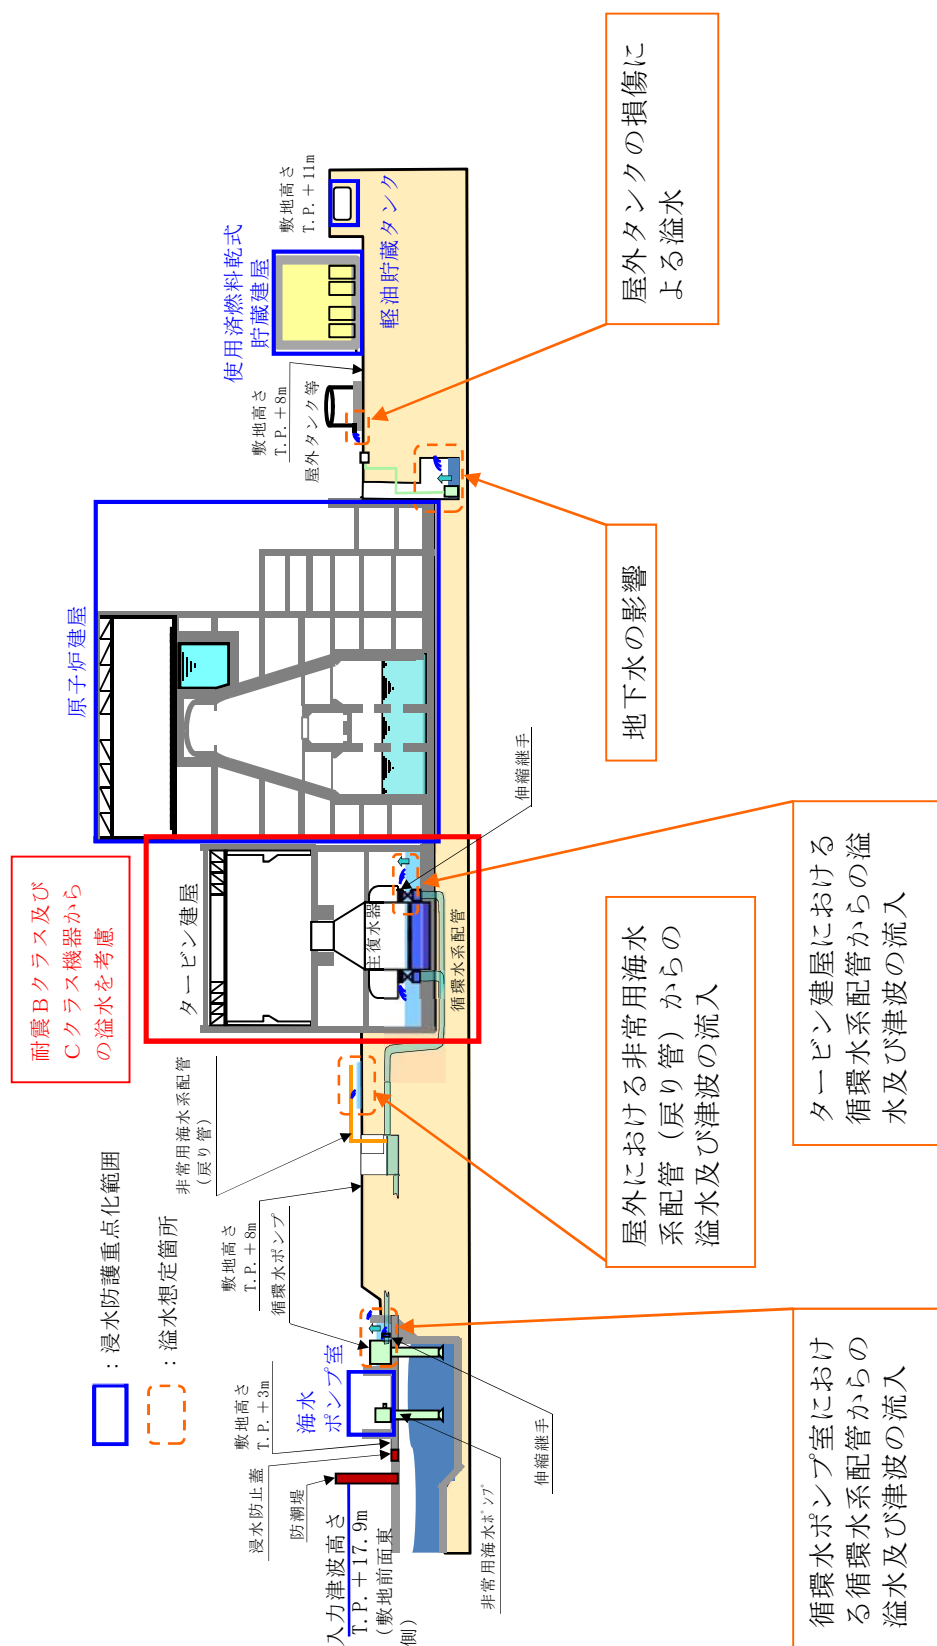 耐震Ｂクラス及び
Ｃクラス機器から
の溢水を考慮
：浸水防護重点化範囲
：溢水想定箇所
入力津波高さ
T.P.＋17.9m
(敷地前面東
側)
防潮堤
浸水防止蓋
敷地高さ
T.P.＋3m
海水
ポンプ室
非常用海水ﾎﾟﾝﾌﾟ
伸縮継手
敷地高さ
T.P.＋8m
循環水ポンプ
非常用海水系配管
(戻り管)
タービン建屋
主復水器
循環水系配管
伸縮継手
原子炉建屋
敷地高さ
T.P.＋8m
屋外タンク等
使用済燃料乾式
貯蔵建屋
敷地高さ
T.P.＋11m
軽油貯蔵タンク
循環水ポンプ室におけ
る循環水系配管からの
溢水及び津波の流入
屋外における非常用海水
系配管（戻り管）からの
溢水及び津波の流入
タービン建屋における
循環水系配管からの溢
水及び津波の流入
地下水の影響
屋外タンクの損傷に
よる溢水